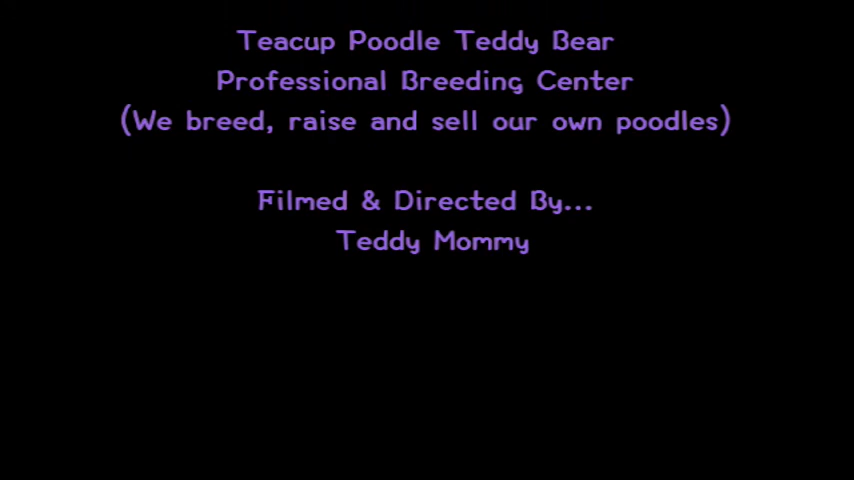 Teacup Poodle Teddy Bear
Professional Breeding Center
(We breed, raise and sell our own poodles)
Filmed & Directed By...
Teddy Mommy